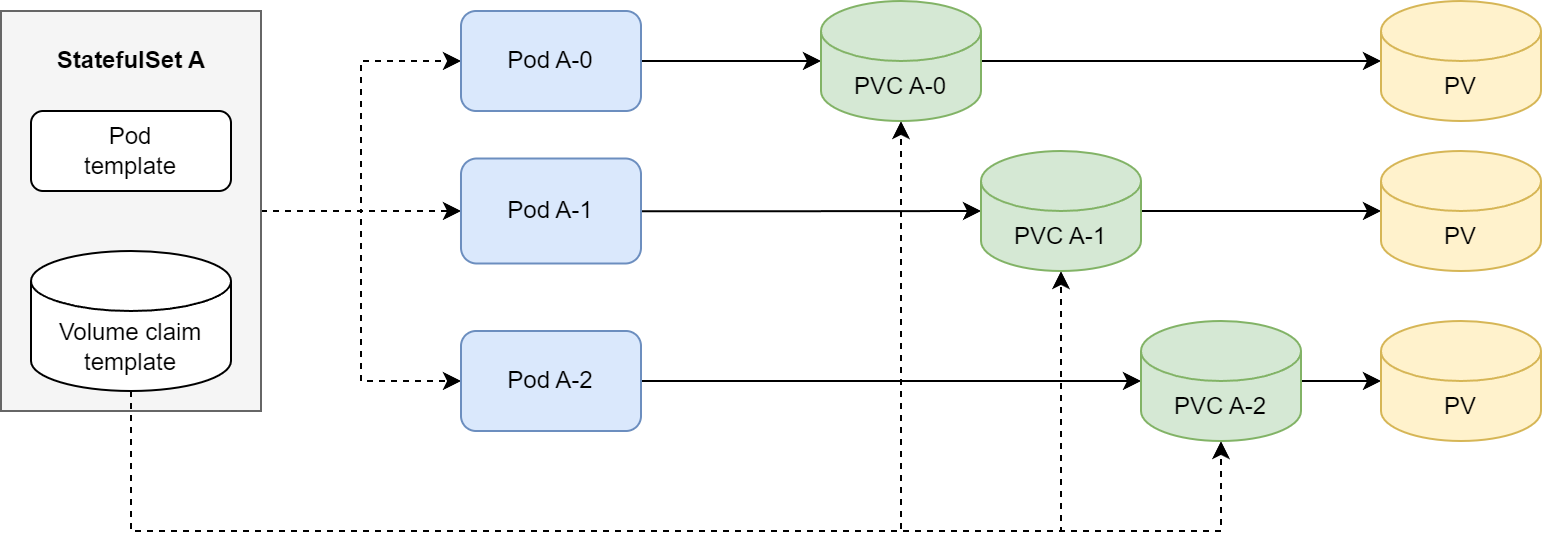 StatefulSet A
Pod
template
Volume claim
template
Pod A-0
PVC A-0
PV
Pod A-1
PVC A-1
PV
Pod A-2
PVC A-2
PV